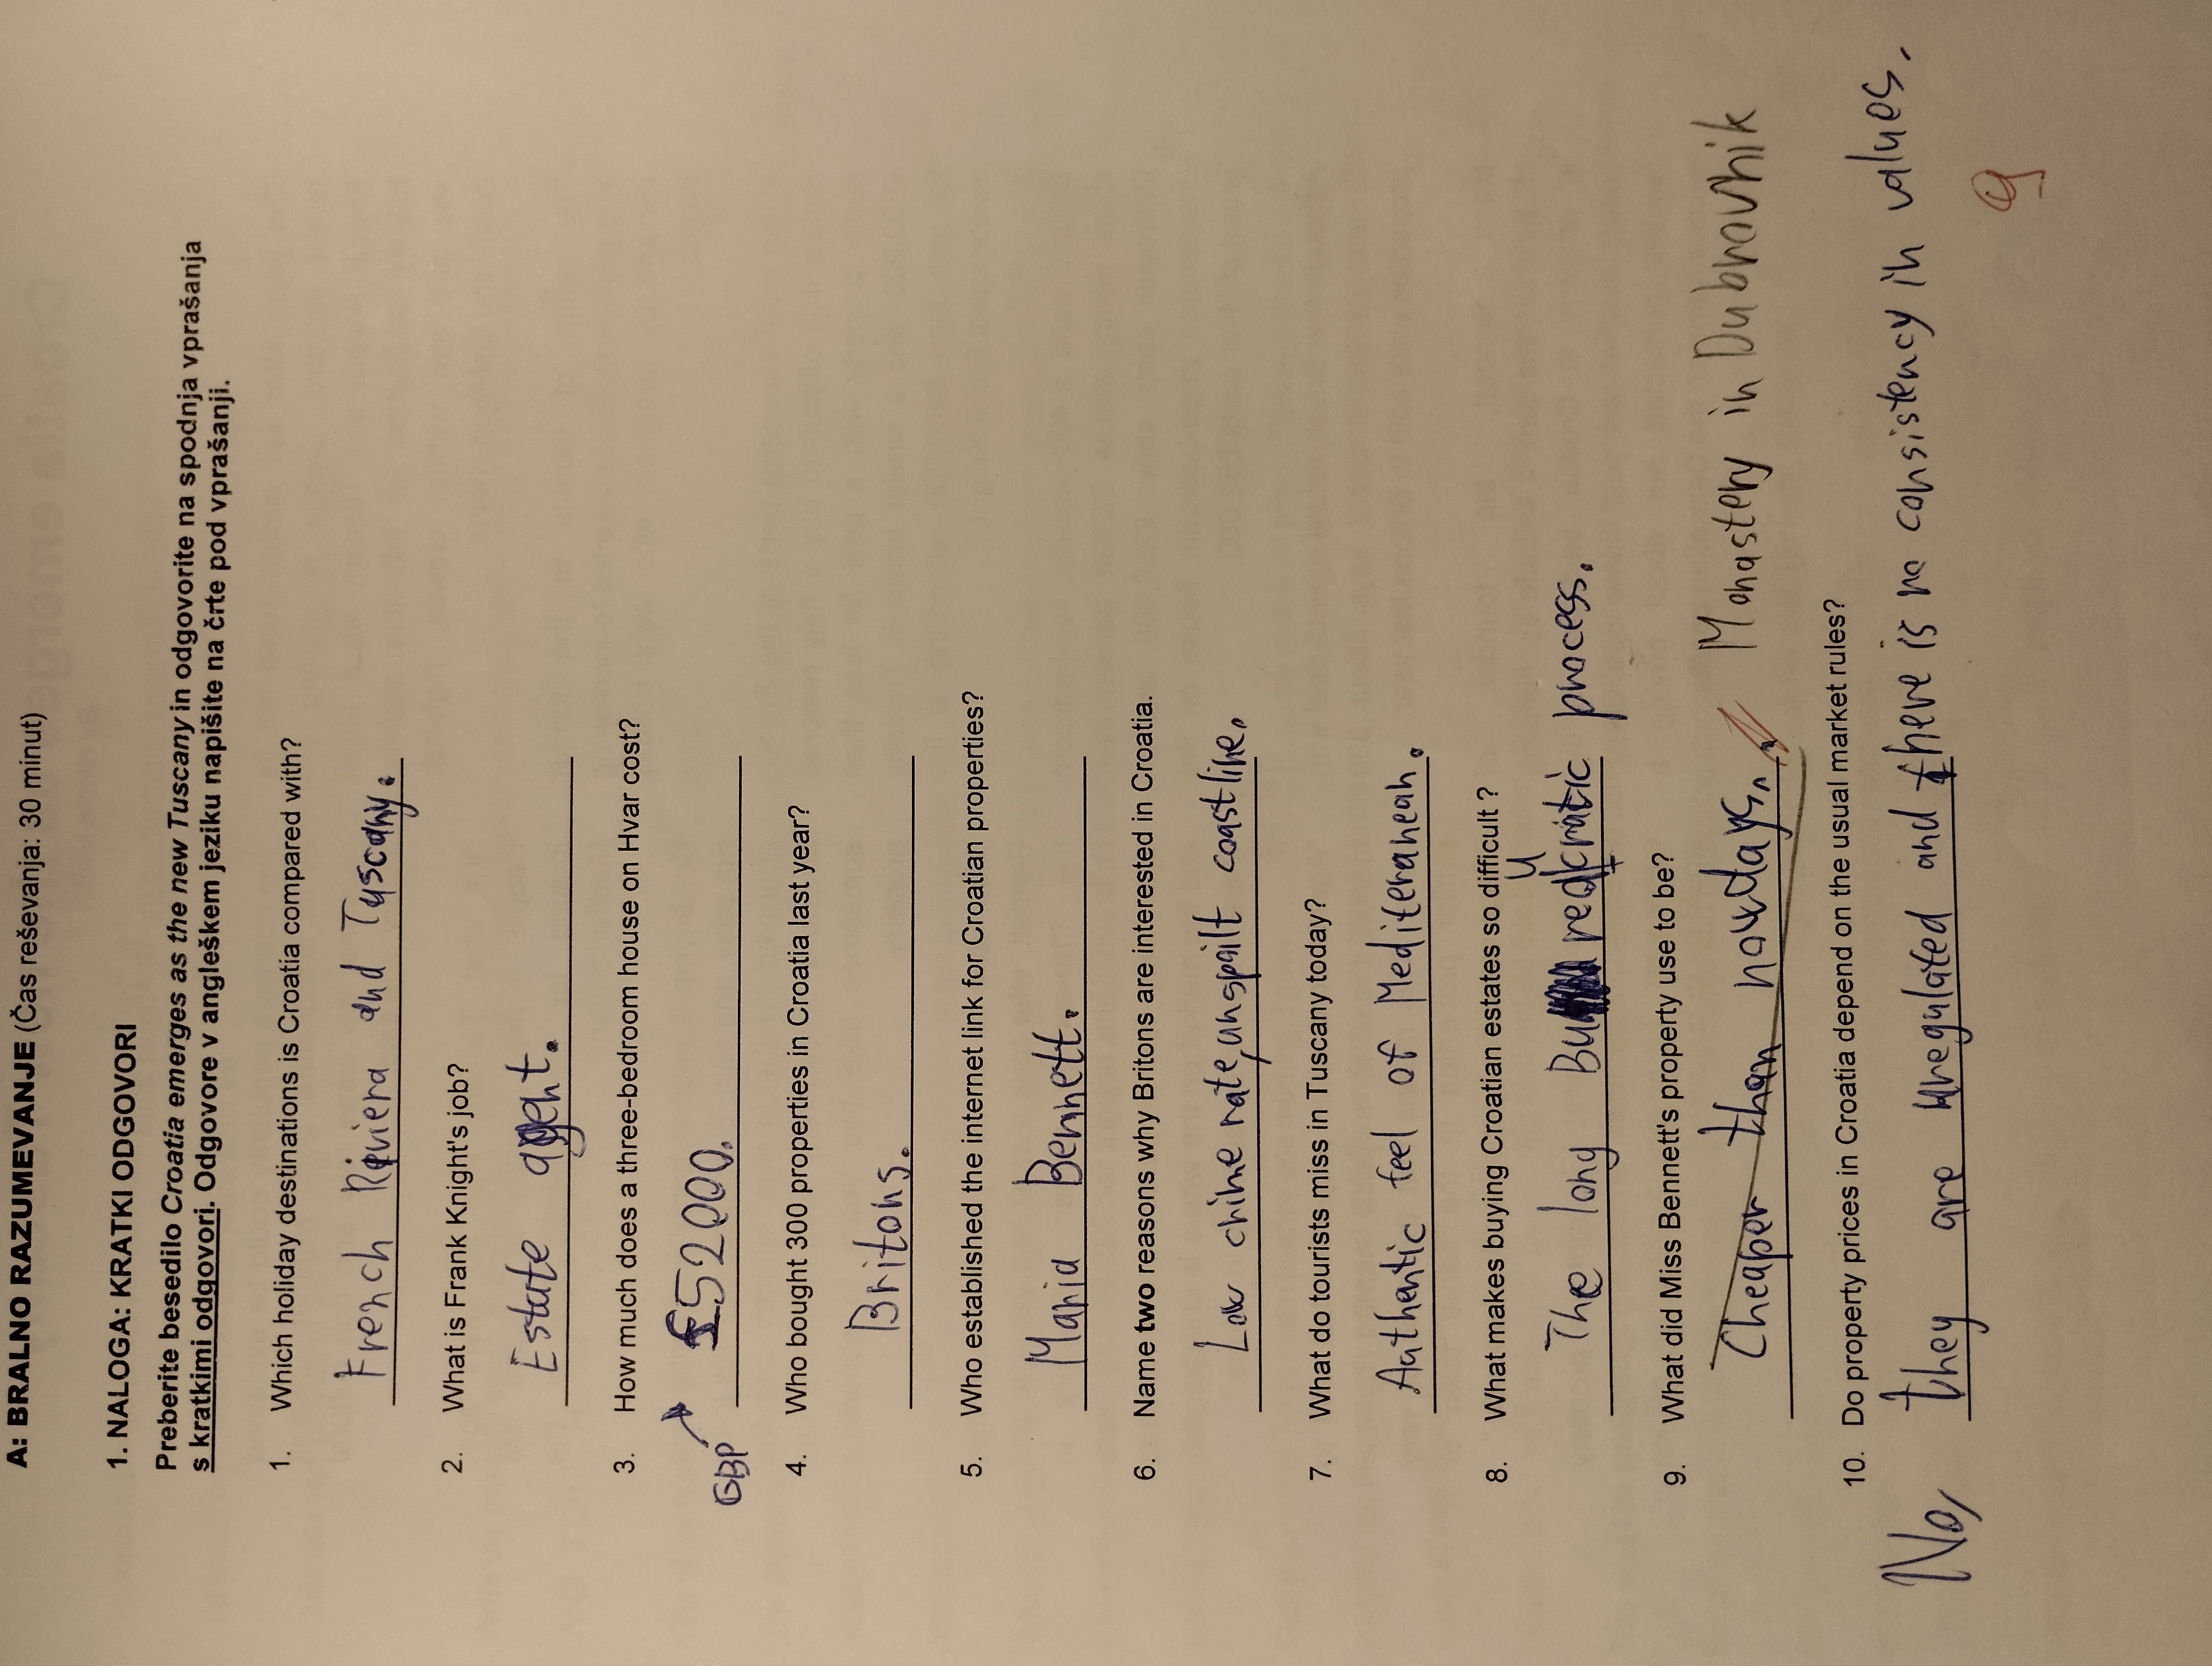 A: BRALNO RAZUMEVANJE (Čas reševanja: 30 minut)
1. NALOGA: KRATKI ODGOVORI
Preberite besedilo Croatia emerges as the new Tuscany in odgovorite na spodnja vprašanja
s kratkimi odgovori. Odgovore v angleškem jeziku napišite na črte pod vprašanji.
1. Which holiday destinations is Croatia compared with?
French Riviera and Tuscany.
2. What is Frank Knight's job?
Estate agent.
3. How much does a three-bedroom house on Hvar cost?
GBP £52000.
4. Who bought 300 properties in Croatia last year?
Britons.
5. Who established the internet link for Croatian properties?
Maria Bennett.
6. Name two reasons why Britons are interested in Croatia.
Low crime rate, unspoilt coastline.
7. What do tourists miss in Tuscany today?
Authentic feel of Mediteranean.
8. What makes buying Croatian estates so difficult ?
The long Bureaucratic process.
9. What did Miss Bennett's property use to be?
Cheaper than nowdays. Monastery in Dubrovnik
10. Do property prices in Croatia depend on the usual market rules?
No, they are unregulated and there is no consistency in values.
9